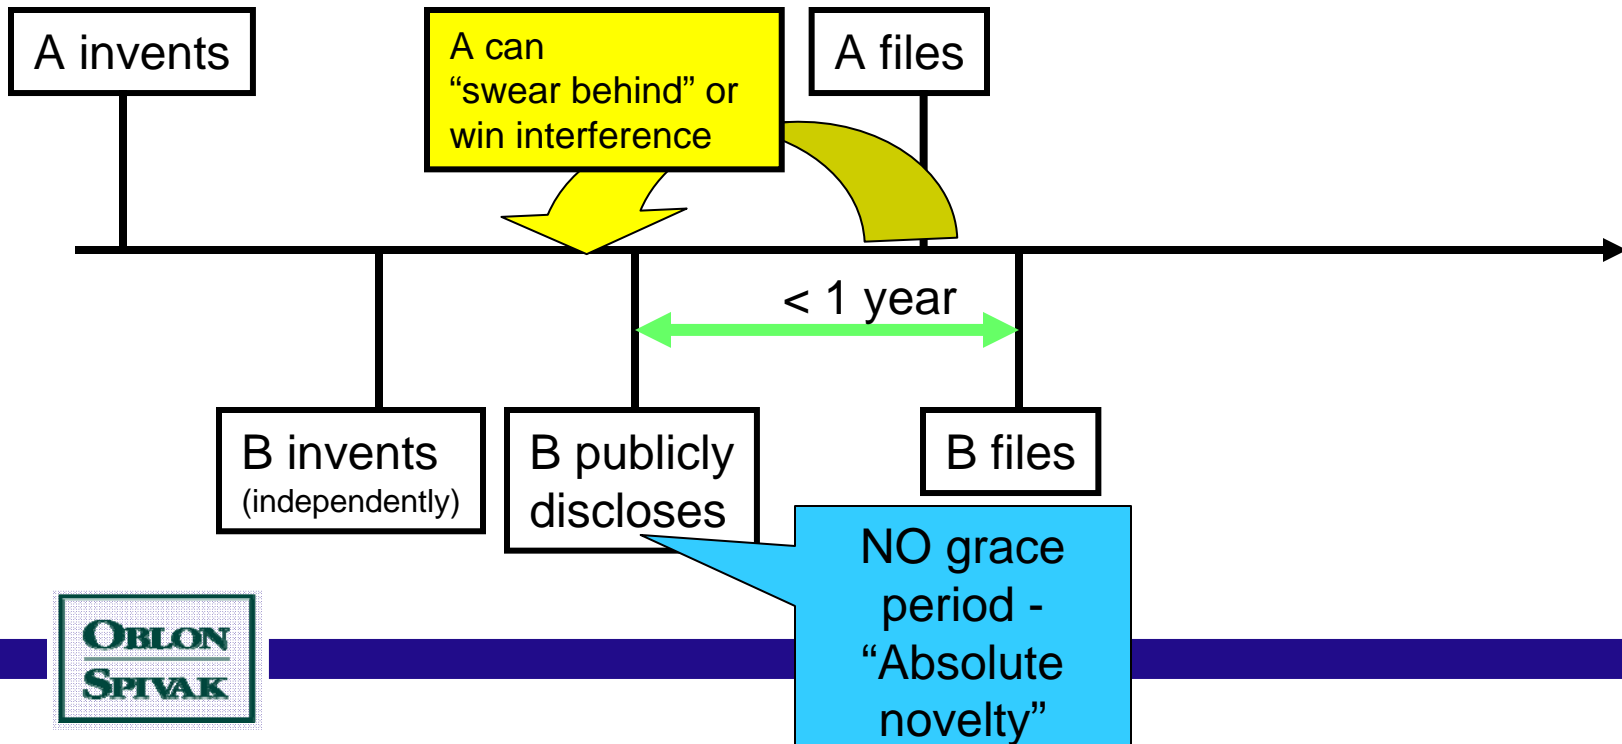 A invents
A can
“swear behind” or
win interference
A files
< 1 year
B invents
(independently)
B publicly
discloses
B files
NO grace
period -
“Absolute
novelty”
OBLON
SPIVAK